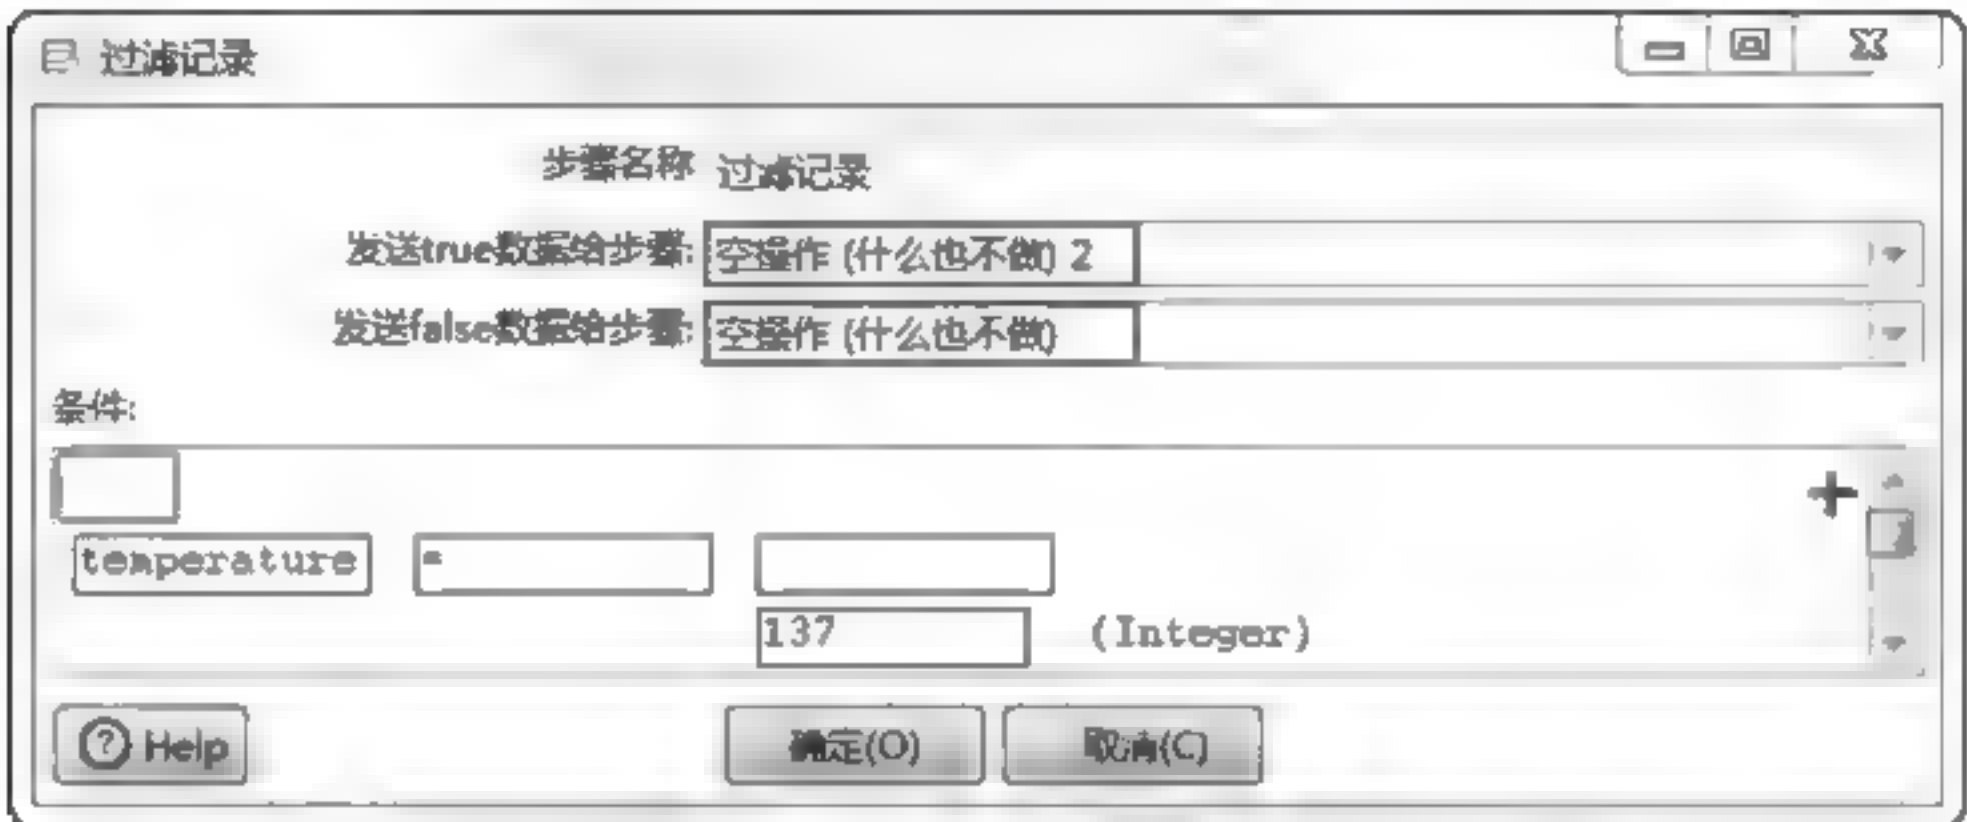 过滤记录
步骤名称 过滤记录
发送true数据给步骤: 空操作 (什么也不做) 2
发送false数据给步骤: 空操作 (什么也不做)
条件:
temperature =
137 (Integer)
Help 确定(O) 取消(C)